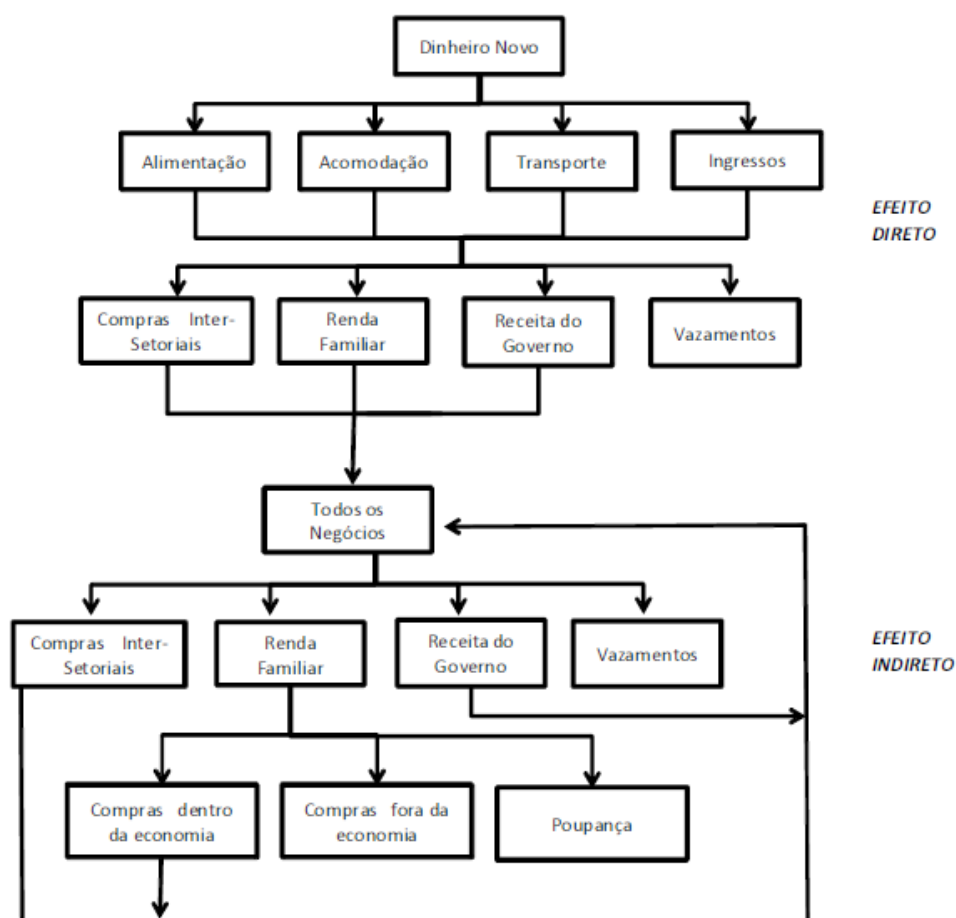 Dinheiro Novo
Alimentação
Acomodação
Transporte
Ingressos
EFEITO
DIRETO
Compras Inter-
Setoriais
Renda
Familiar
Receita do
Governo
Vazamentos
Todos os
Negócios
Compras Inter-
Setoriais
Renda
Familiar
Receita do
Governo
Vazamentos
EFEITO
INDIRETO
Compras dentro
da economia
Compras fora da
economia
Poupança